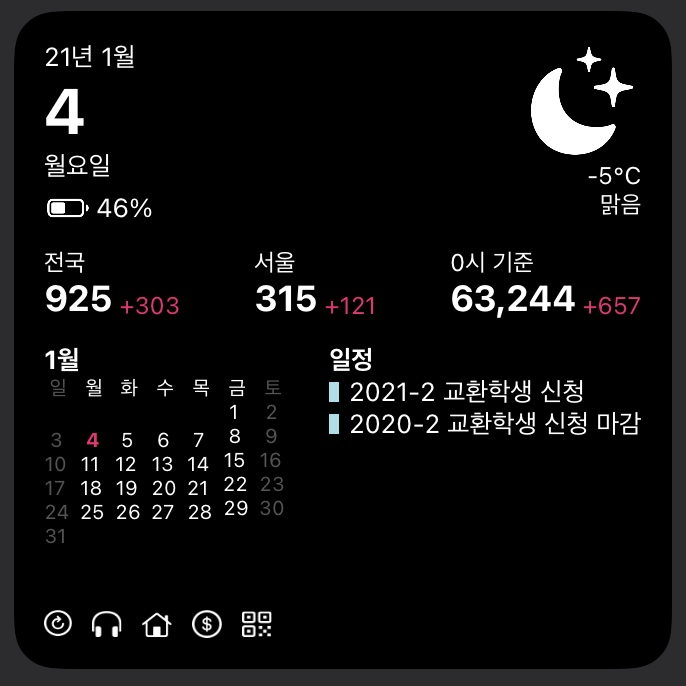 21년 1월
4
월요일
46%
-5°C
맑음
전국 서울 0시 기준
925 +303 315 +121 63,244 +657
1월
일 월 화 수 목 금 토
1 2
3 4 5 6 7 8 9
10 11 12 13 14 15 16
17 18 19 20 21 22 23
24 25 26 27 28 29 30
31
일정
2021-2 교환학생 신청
2020-2 교환학생 신청 마감
$